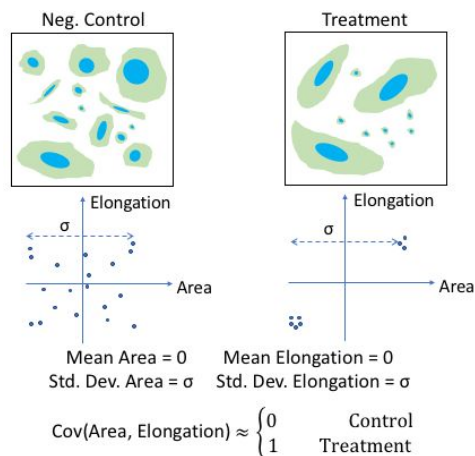 Neg. Control
Treatment
Elongation
σ
Area
Elongation
σ
Area
Mean Area = 0 Mean Elongation = 0
Std. Dev. Area = σ Std. Dev. Elongation = σ
Cov(Area, Elongation) ≈ {0 Control
1 Treatment